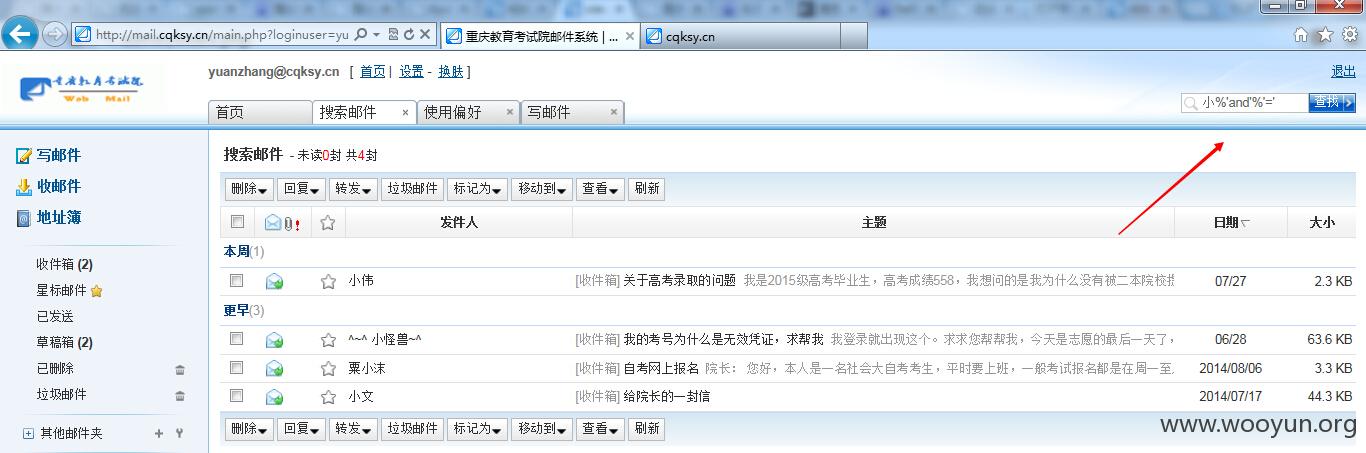 http://mail.cqksy.cn/main.php?loginuser=yu
重庆教育考试院邮件系统 | ...
cqksy.cn
重庆教育考试院
Web Mail
yuanzhang@cqksy.cn [ 首页 | 设置 - 换肤 ]
退出
首页 搜索邮件 × 使用偏好 × 写邮件 ×
小%'and'%'=' 查找
写邮件
收邮件
地址簿
收件箱 (2)
星标邮件
已发送
草稿箱 (2)
已删除
垃圾邮件
其他邮件夹
搜索邮件 - 未读0封 共4封
删除 回复 转发 垃圾邮件 标记为 移动到 查看 刷新
发件人 主题 日期 大小
本周(1)
小伟 [收件箱] 关于高考录取的问题 我是2015级高考毕业生，高考成绩558，我想问的是我为什么没有被二本院校 07/27 2.3 KB
更早(3)
^~^ 小怪兽~^ [收件箱] 我的考号为什么是无效凭证，求帮我 我登录就出现这个。求求您帮帮我，今天是志愿的最后一天了， 06/28 63.6 KB
粟小沫 [收件箱] 自考网上报名 院长： 您好，本人是一名社会大自考考生，平时要上班，一般考试报名都是在周一至 2014/08/06 3.3 KB
小文 [收件箱] 给院长的一封信 2014/07/17 44.3 KB
删除 回复 转发 垃圾邮件 标记为 移动到 查看 刷新
www.wooyun.org